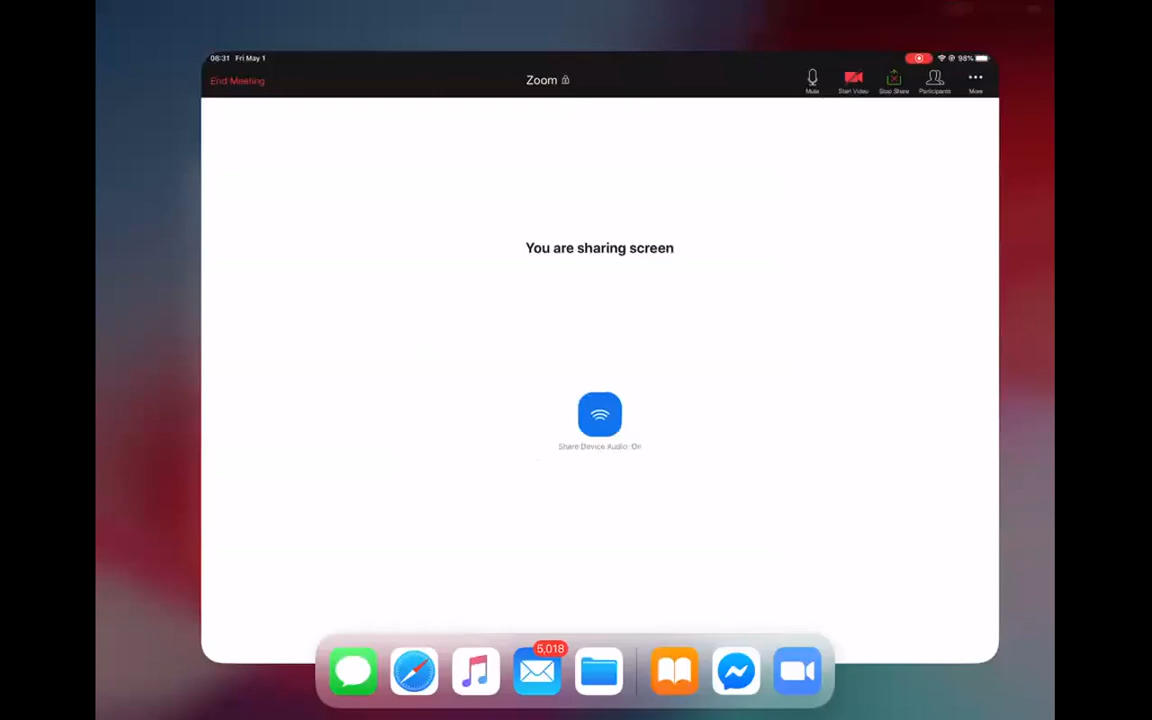 08:31 Fri May 1
98%
End Meeting
Zoom
Mute
Start Video
Stop Share
Participants
More
You are sharing screen
Share Device Audio: On
5,018